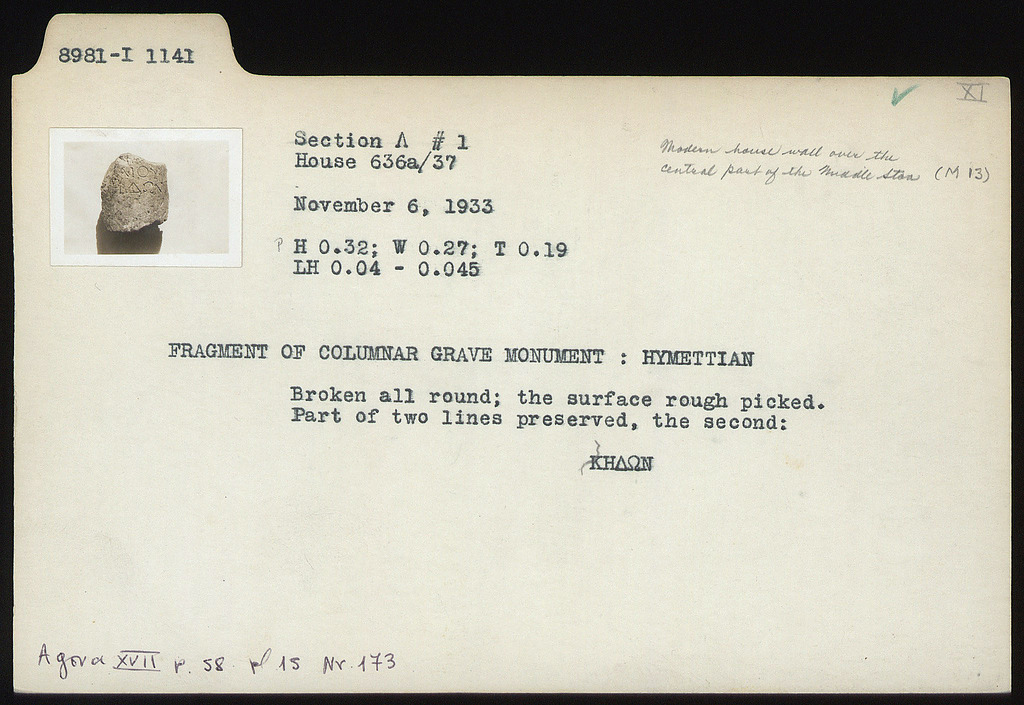 8981-I 1141
XI
Section Λ # 1
House 636a/37
Modern house wall over the
central part of the Middle Stoa (M 13)
November 6, 1933
P H 0.32; W 0.27; T 0.19
LH 0.04 - 0.045
ΝΙΟΥ
ΔΩΝ
FRAGMENT OF COLUMNAR GRAVE MONUMENT : HYMETTIAN
Broken all round; the surface rough picked.
Part of two lines preserved, the second:
ΚΗΔΩΝ
Agora XVII p. 58 pl 15 Nr. 173